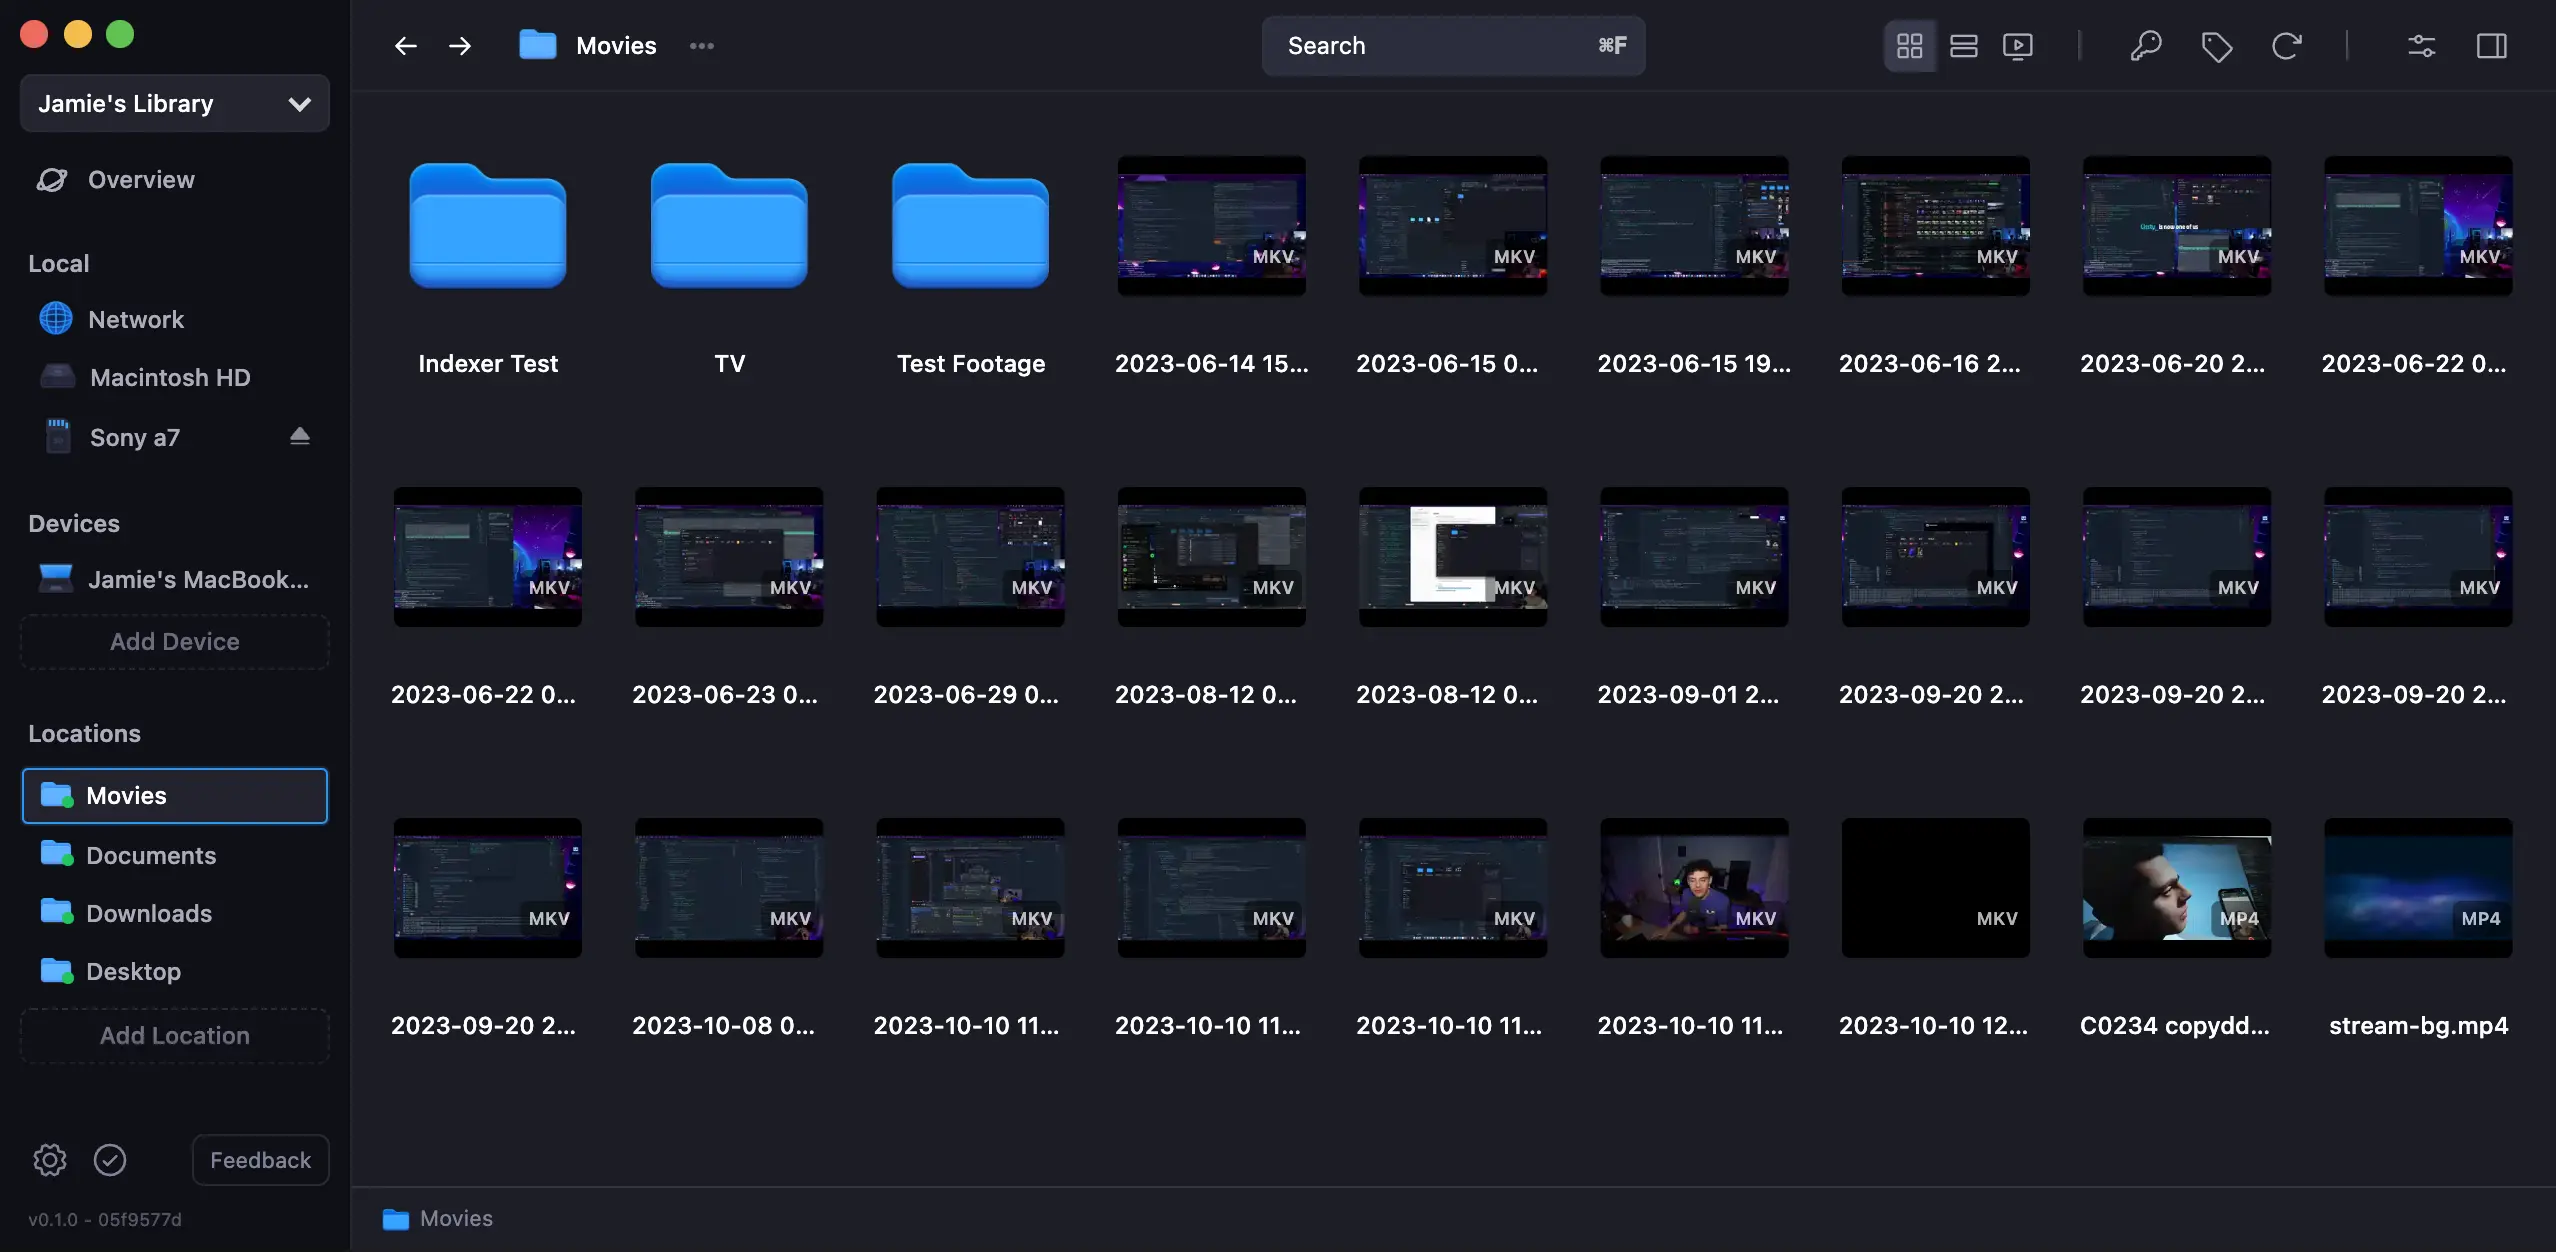 Movies
Search ⌘F
Jamie's Library
Overview
Local
Network
Macintosh HD
Sony a7
Devices
Jamie's MacBook...
Add Device
Locations
Movies
Documents
Downloads
Desktop
Add Location
Feedback
v0.1.0 - 05f9577d
MKV MKV MKV MKV MKV MKV
Indexer Test
TV
Test Footage
2023-06-14 15...
2023-06-15 0...
2023-06-15 19...
2023-06-16 2...
2023-06-20 2...
2023-06-22 0...
MKV MKV MKV MKV MKV MKV MKV MKV MKV
2023-06-22 0...
2023-06-23 0...
2023-06-29 0...
2023-08-12 0...
2023-08-12 0...
2023-09-01 2...
2023-09-20 2...
2023-09-20 2...
2023-09-20 2...
MKV MKV MKV MKV MKV MKV MKV MP4 MP4
2023-09-20 2...
2023-10-08 0...
2023-10-10 11...
2023-10-10 11...
2023-10-10 11...
2023-10-10 11...
2023-10-10 12...
C0234 copydd...
stream-bg.mp4
Movies